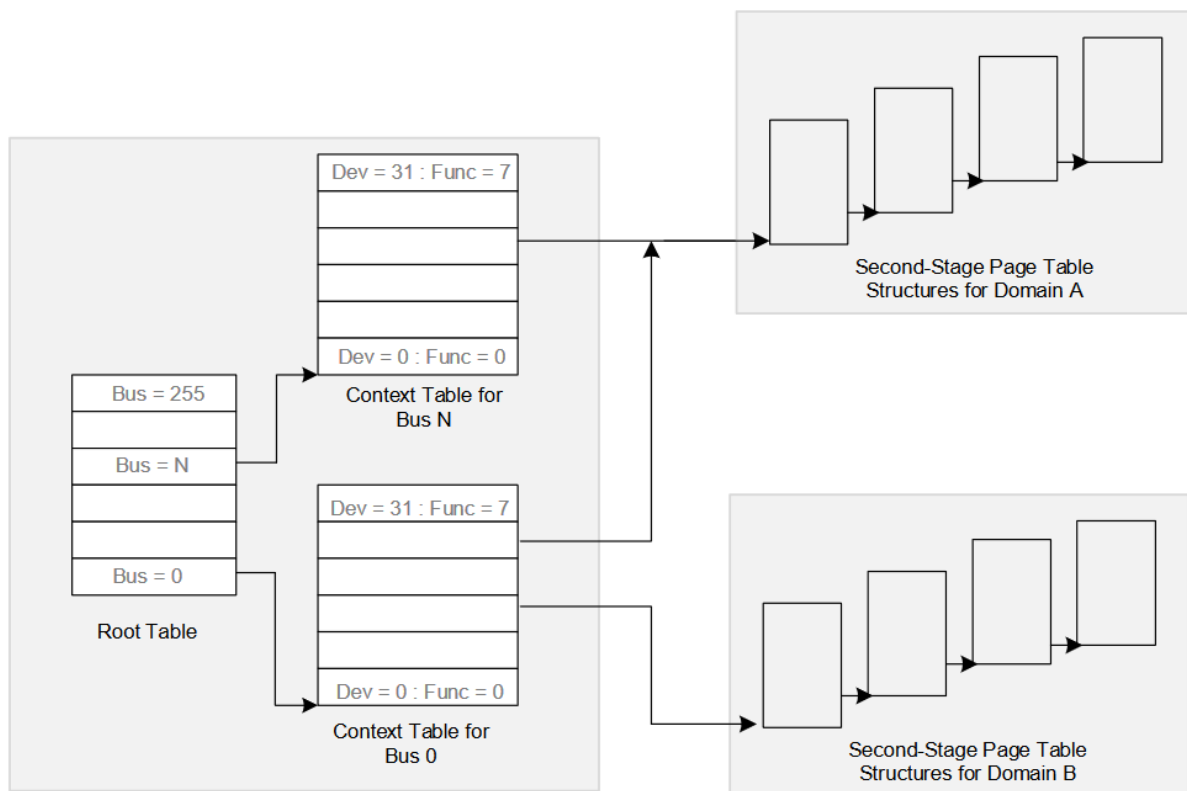 Bus = 255
Bus = N
Bus = 0
Root Table
Dev = 31 : Func = 7
Dev = 0 : Func = 0
Context Table for
Bus N
Dev = 31 : Func = 7
Dev = 0 : Func = 0
Context Table for
Bus 0
Second-Stage Page Table
Structures for Domain A
Second-Stage Page Table
Structures for Domain B